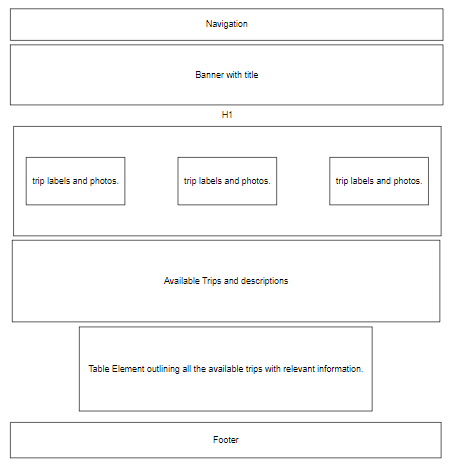 Navigation
Banner with title
H1
trip labels and photos. trip labels and photos. trip labels and photos.
Available Trips and descriptions
Table Element outlining all the available trips with relevant information.
Footer